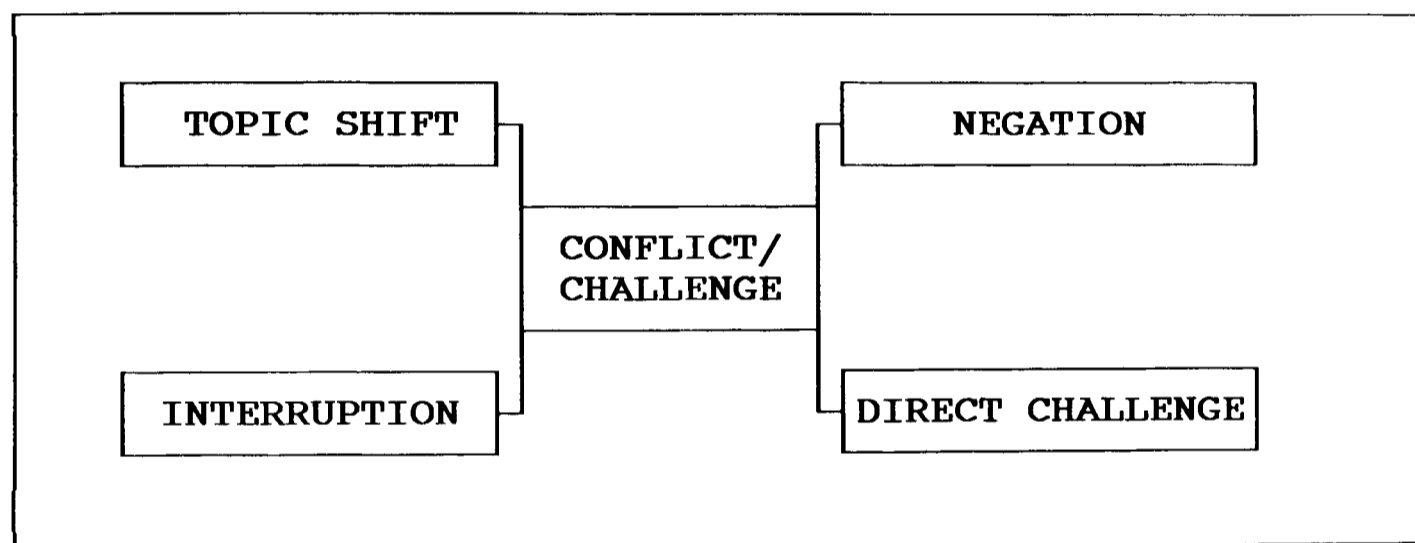 TOPIC SHIFT
NEGATION
CONFLICT/
CHALLENGE
INTERRUPTION
DIRECT CHALLENGE